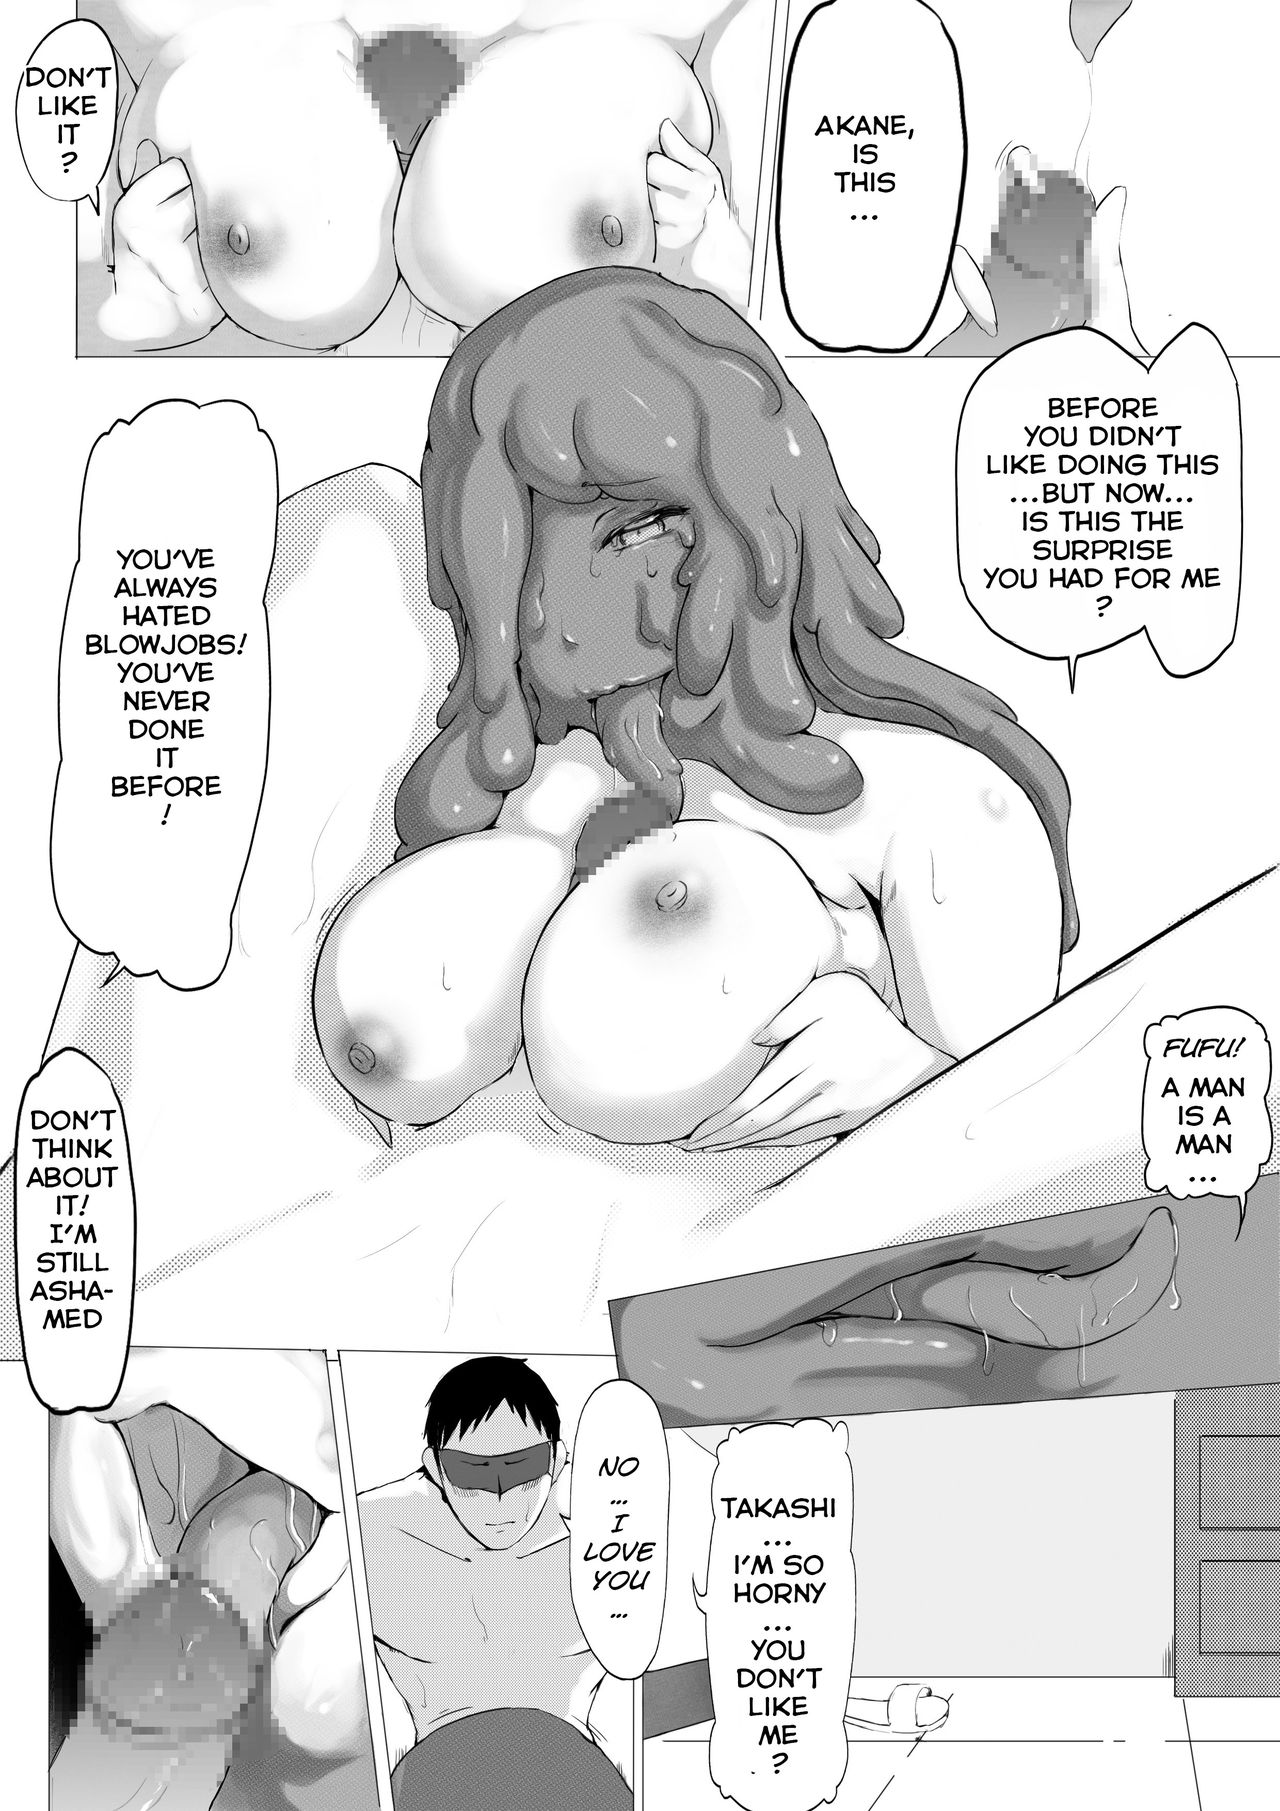 AKANE,
IS
THIS
...
DON'T
LIKE
IT
?
BEFORE
YOU DIDN'T
LIKE DOING THIS
...BUT NOW...
IS THIS THE
SURPRISE
YOU HAD FOR ME
?
YOU'VE
ALWAYS
HATED
BLOWJOBS!
YOU'VE
NEVER
DONE
IT
BEFORE
!
FUFU!
A MAN
IS A
MAN
...
DON'T
THINK
ABOUT
IT!
I'M
STILL
ASHA-
MED
TAKASHI
...
I'M SO
HORNY
...
YOU
DON'T
LIKE
ME
?
NO
...
I
LOVE
YOU
...